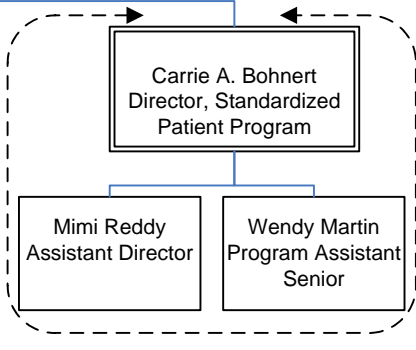 Carrie A. Bohnert
Director, Standardized
Patient Program
Mimi Reddy
Assistant Director
Wendy Martin
Program Assistant
Senior